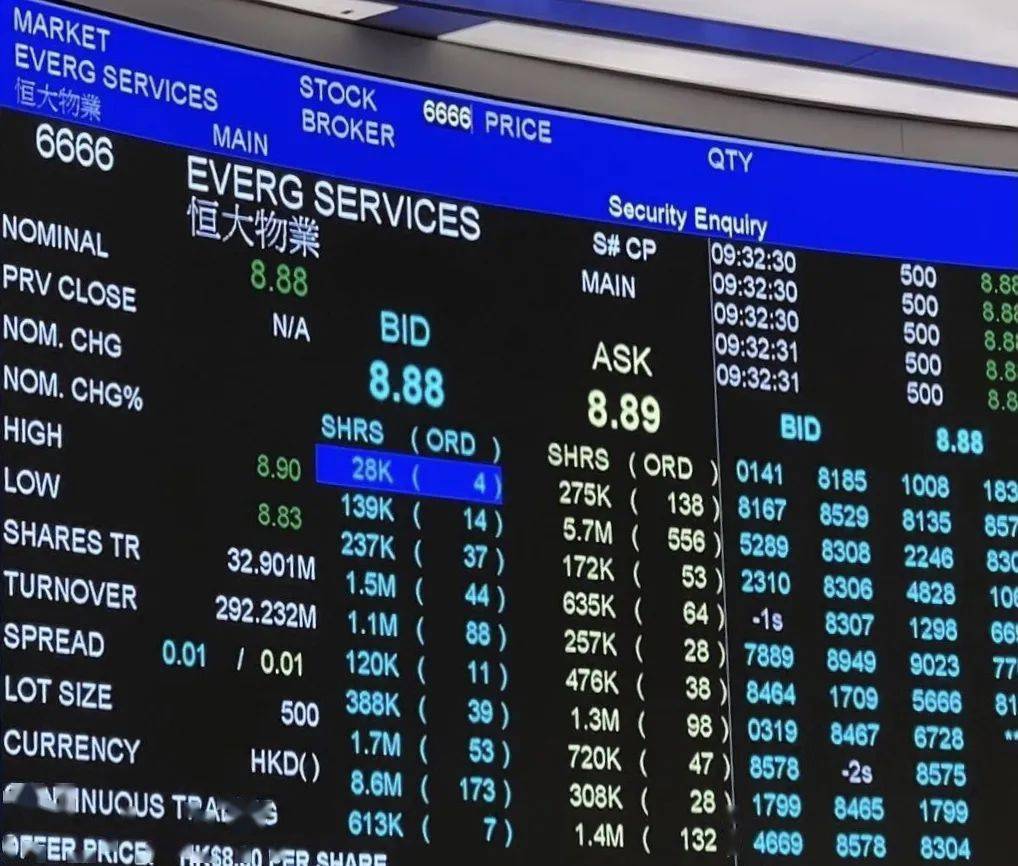 MARKET
EVERG SERVICES
恒大物業
STOCK 6666 PRICE
BROKER
QTY
6666
MAIN
EVERG SERVICES
恒大物業
Security Enquiry
S# CP
MAIN
NOMINAL 8.88
PRV CLOSE N/A
NOM. CHG
NOM. CHG%
HIGH 8.90
LOW 8.83
SHARES TR 32.901M
TURNOVER 292.232M
SPREAD 0.01 / 0.01
LOT SIZE 500
CURRENCY HKD()
TRADING
OFFER PRICE: PER SHARE
BID
8.88
SHRS (ORD )
28K ( 4)
139K ( 14)
237K ( 37)
1.5M ( 44)
1.1M ( 88)
120K ( 11)
388K ( 39)
1.7M ( 53)
8.6M ( 173)
613K ( 7)
ASK
8.89
SHRS (ORD )
275K ( 138)
5.7M ( 556)
172K ( 53)
635K ( 64)
257K ( 28)
476K ( 38)
1.3M ( 98)
720K ( 47)
308K ( 28)
1.4M ( 132
09:32:30 500 8.88
09:32:30 500
09:32:30 500
09:32:31 500
09:32:31 500
BID 8.88
0141 8185 1008
8167 8529 8135
5289 8308 2246
2310 8306 4828
-1s 8307 1298
7889 8949 9023
8464 1709 5666
0319 8467 6728
8578 -2s 8575
1799 8465 1799
4669 8578 8304